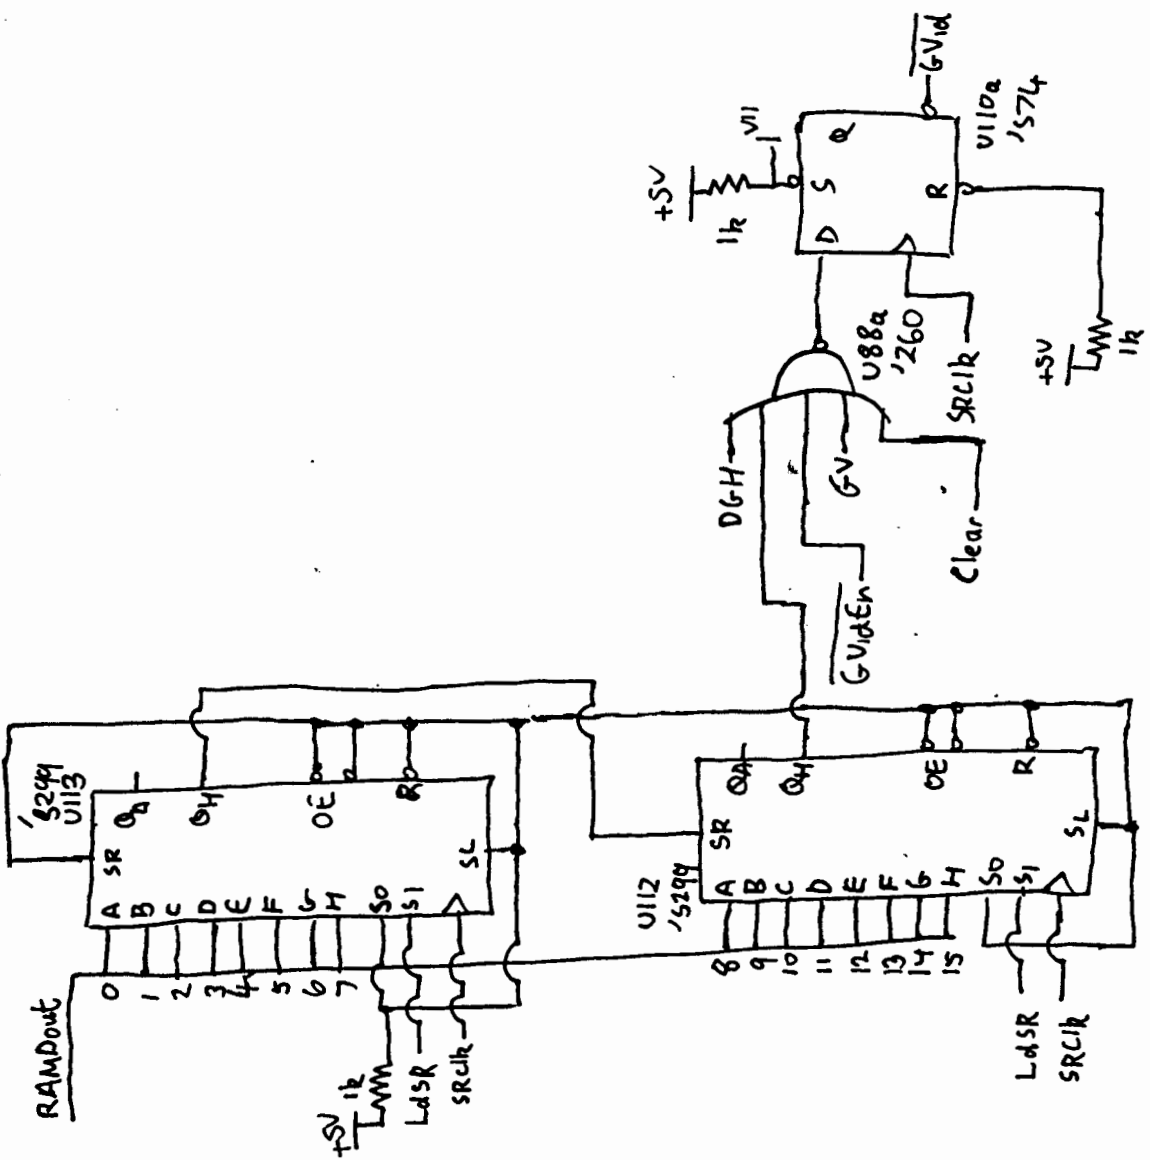 RAMDout
0
1
2
3
4
5
6
7
A
B
C
D
E
F
G
H
S0
S1
SR
SL
'S299
U113
QA
QH
OE
R
+5V
1k
LdSR
SRClk
8
9
10
11
12
13
14
15
A
B
C
D
E
F
G
H
S0
S1
SR
SL
U112
'S299
QA
QH
OE
R
LdSR
SRClk
DGH
GVidEn
GV
Clear
U88a
'S260
SRClk
D
Q
S
R
+5V
1k
V11
GVid
U110a
'S74
+5V
1k